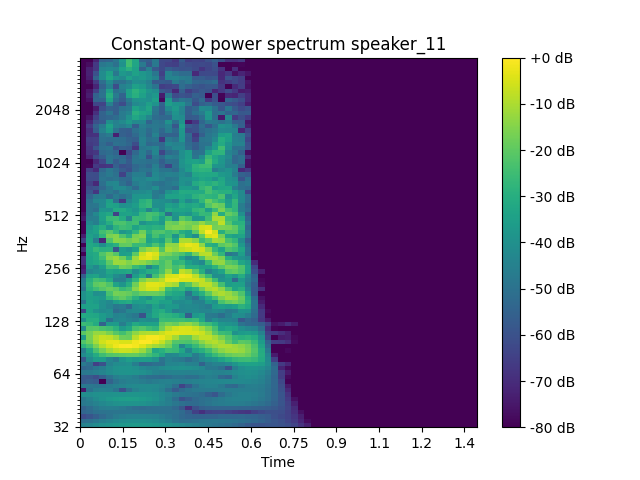 Constant-Q power spectrum speaker_11
Hz
2048
1024
512
256
128
64
32
0 0.15 0.3 0.45 0.6 0.75 0.9 1.1 1.2 1.4
Time
+0 dB
-10 dB
-20 dB
-30 dB
-40 dB
-50 dB
-60 dB
-70 dB
-80 dB